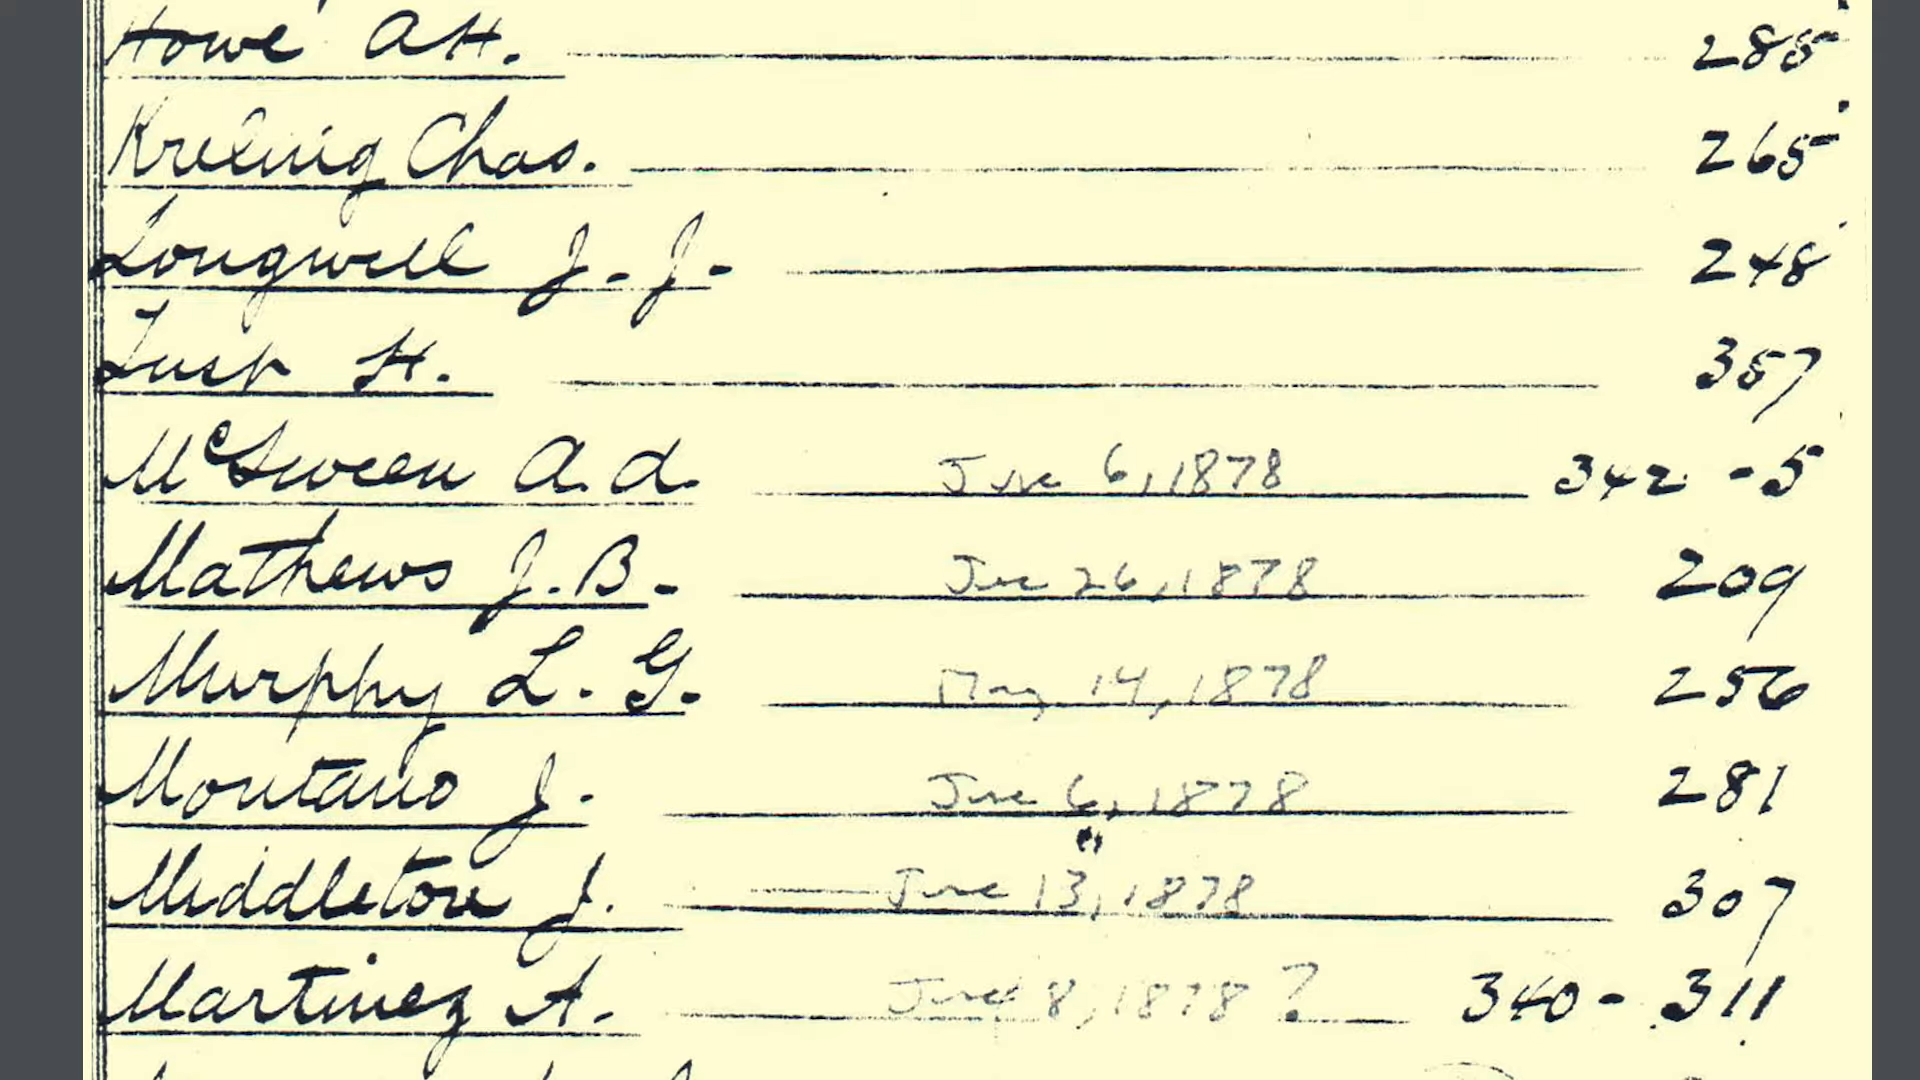 Howe A H. 285
Kreling Chas. 265
Longwell J. J. 248
Lusk H. 357
McSween A. A. June 6, 1878 342 - 5
Mathews J. B. June 26, 1878 209
Murphy L. G. May 14, 1878 256
Montano J. June 6, 1878 281
Middleton J. June 13, 1878 307
Martinez A. June 8, 1878 ? 340 - 311